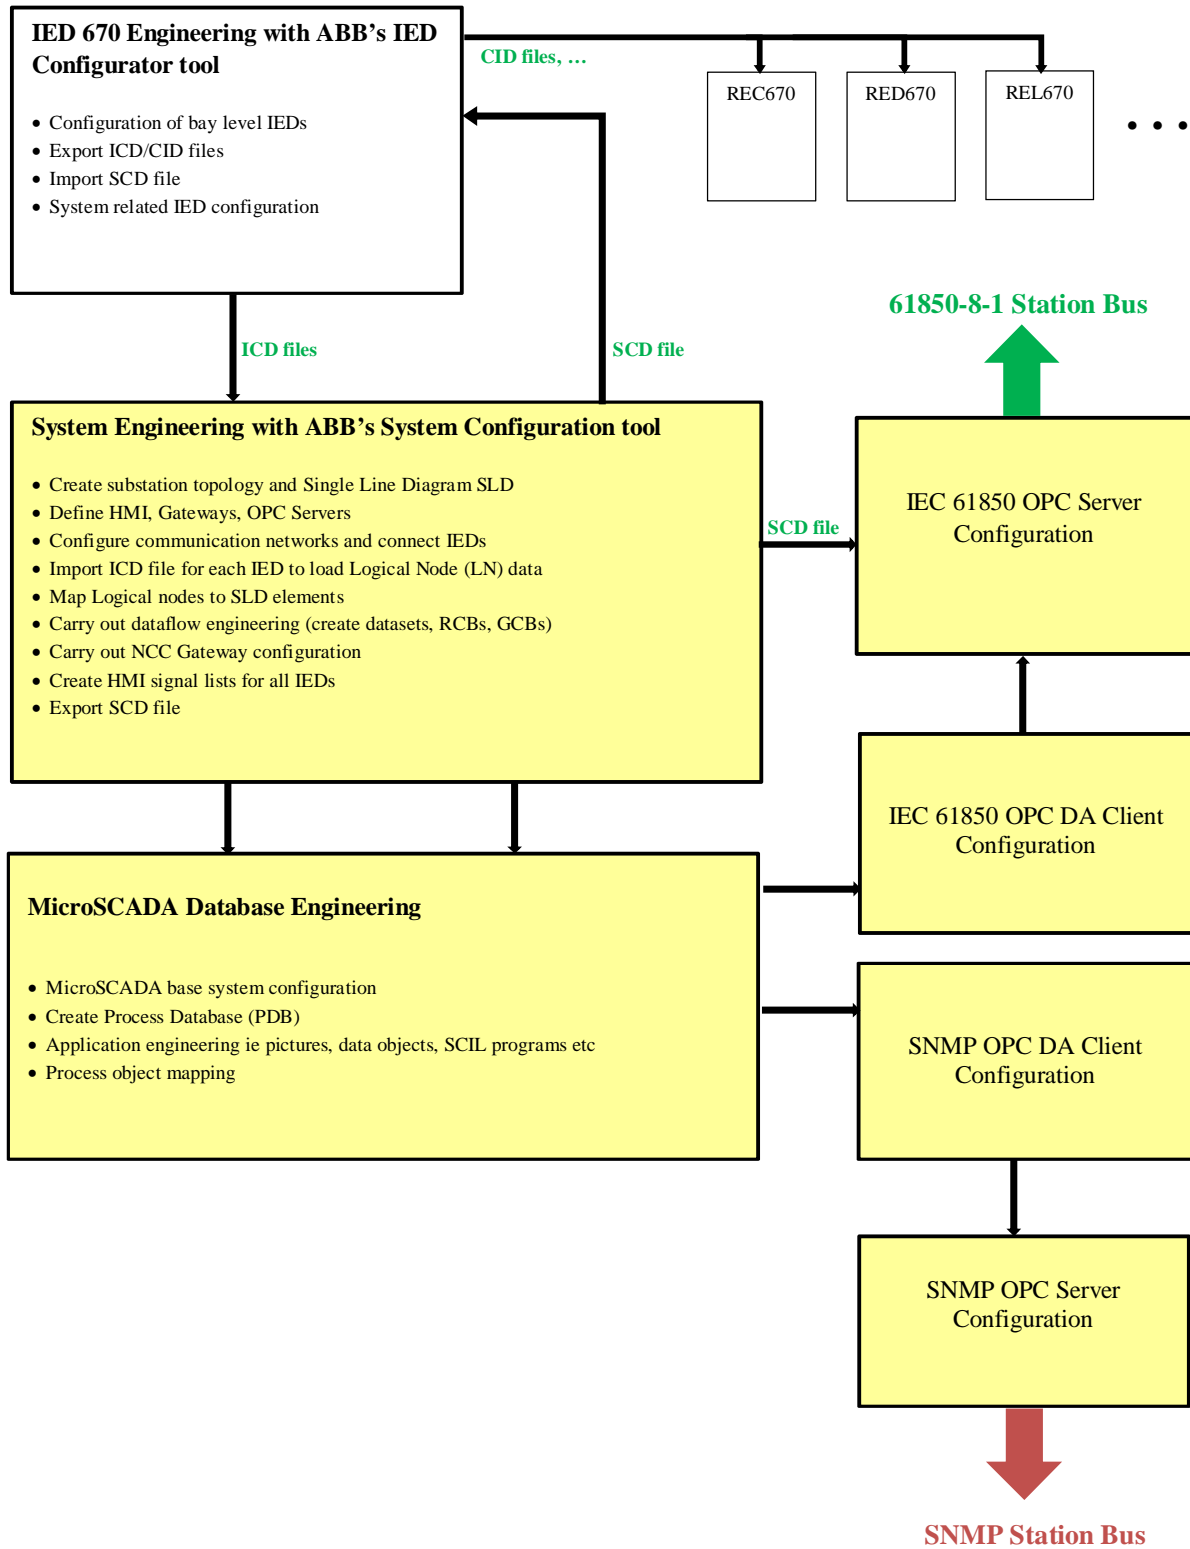 IED 670 Engineering with ABB’s IED
Configurator tool
• Configuration of bay level IEDs
• Export ICD/CID files
• Import SCD file
• System related IED configuration
CID files, …
REC670
RED670
REL670
• • •
ICD files
SCD file
61850-8-1 Station Bus
System Engineering with ABB’s System Configuration tool
• Create substation topology and Single Line Diagram SLD
• Define HMI, Gateways, OPC Servers
• Configure communication networks and connect IEDs
• Import ICD file for each IED to load Logical Node (LN) data
• Map Logical nodes to SLD elements
• Carry out dataflow engineering (create datasets, RCBs, GCBs)
• Carry out NCC Gateway configuration
• Create HMI signal lists for all IEDs
• Export SCD file
SCD file
IEC 61850 OPC Server
Configuration
IEC 61850 OPC DA Client
Configuration
MicroSCADA Database Engineering
• MicroSCADA base system configuration
• Create Process Database (PDB)
• Application engineering ie pictures, data objects, SCIL programs etc
• Process object mapping
SNMP OPC DA Client
Configuration
SNMP OPC Server
Configuration
SNMP Station Bus